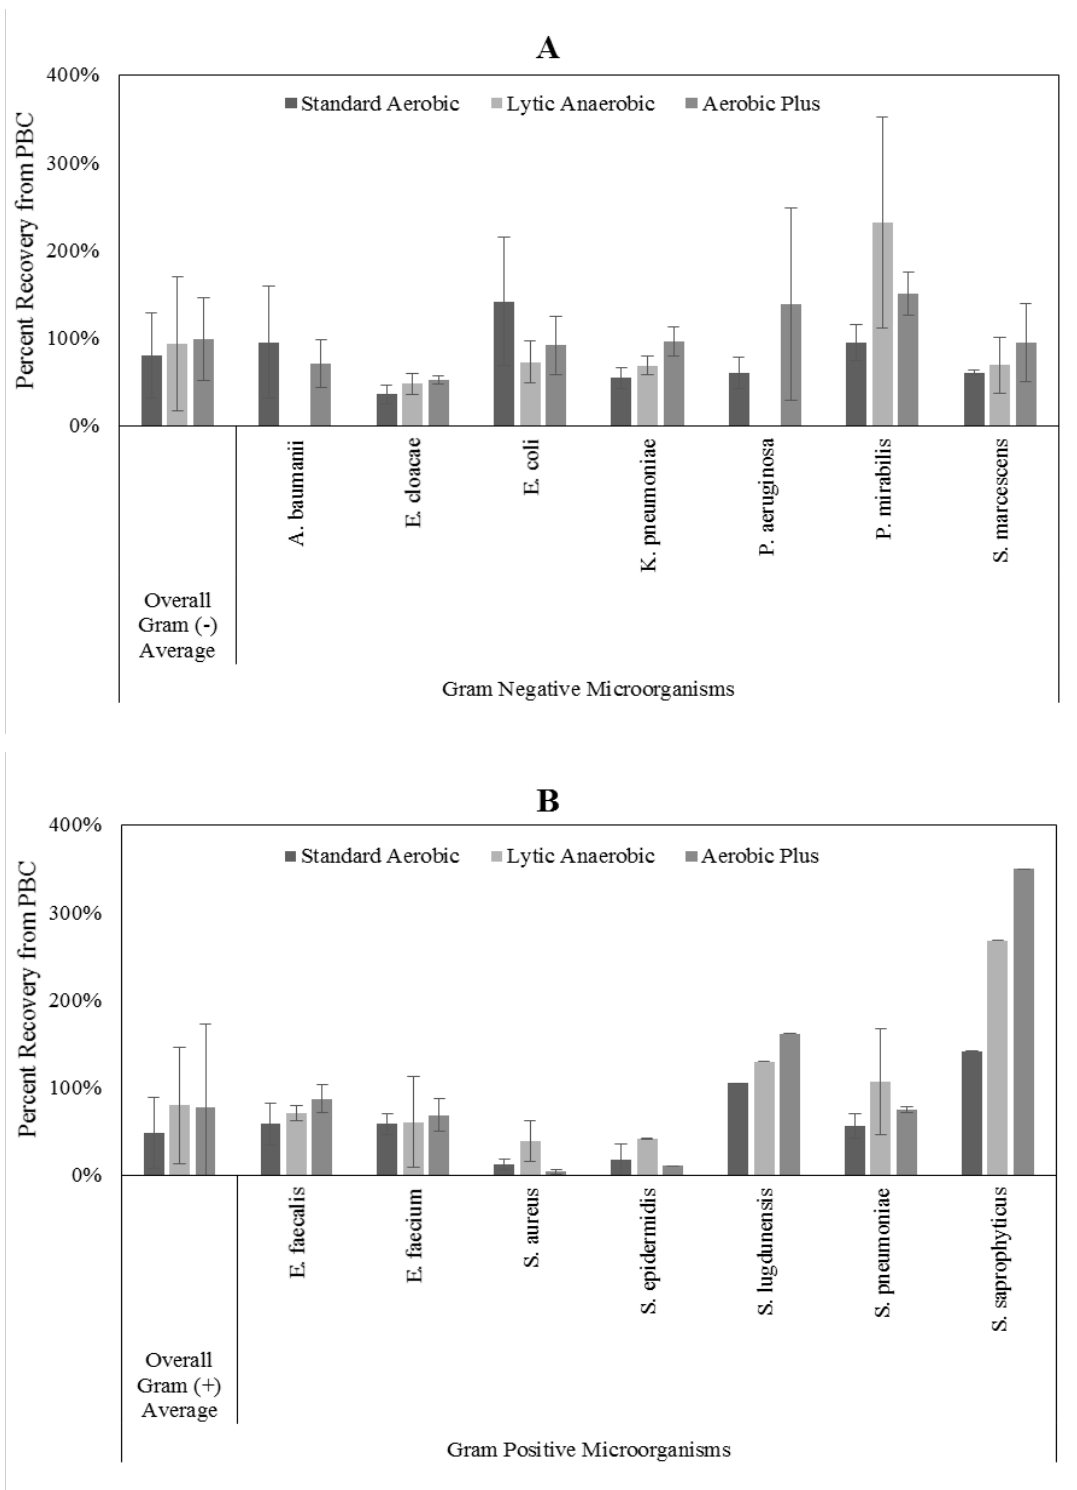 A
400%
300%
200%
100%
0%
Percent Recovery from PBC
Standard Aerobic Lytic Anaerobic Aerobic Plus
A. baumanii
E. cloacae
E. coli
K. pneumoniae
P. aeruginosa
P. mirabilis
S. marcescens
Overall
Gram (-)
Average
Gram Negative Microorganisms
B
400%
300%
200%
100%
0%
Percent Recovery from PBC
Standard Aerobic Lytic Anaerobic Aerobic Plus
E. faecalis
E. faecium
S. aureus
S. epidermidis
S. lugdunensis
S. pneumoniae
S. saprophyticus
Overall
Gram (+)
Average
Gram Positive Microorganisms